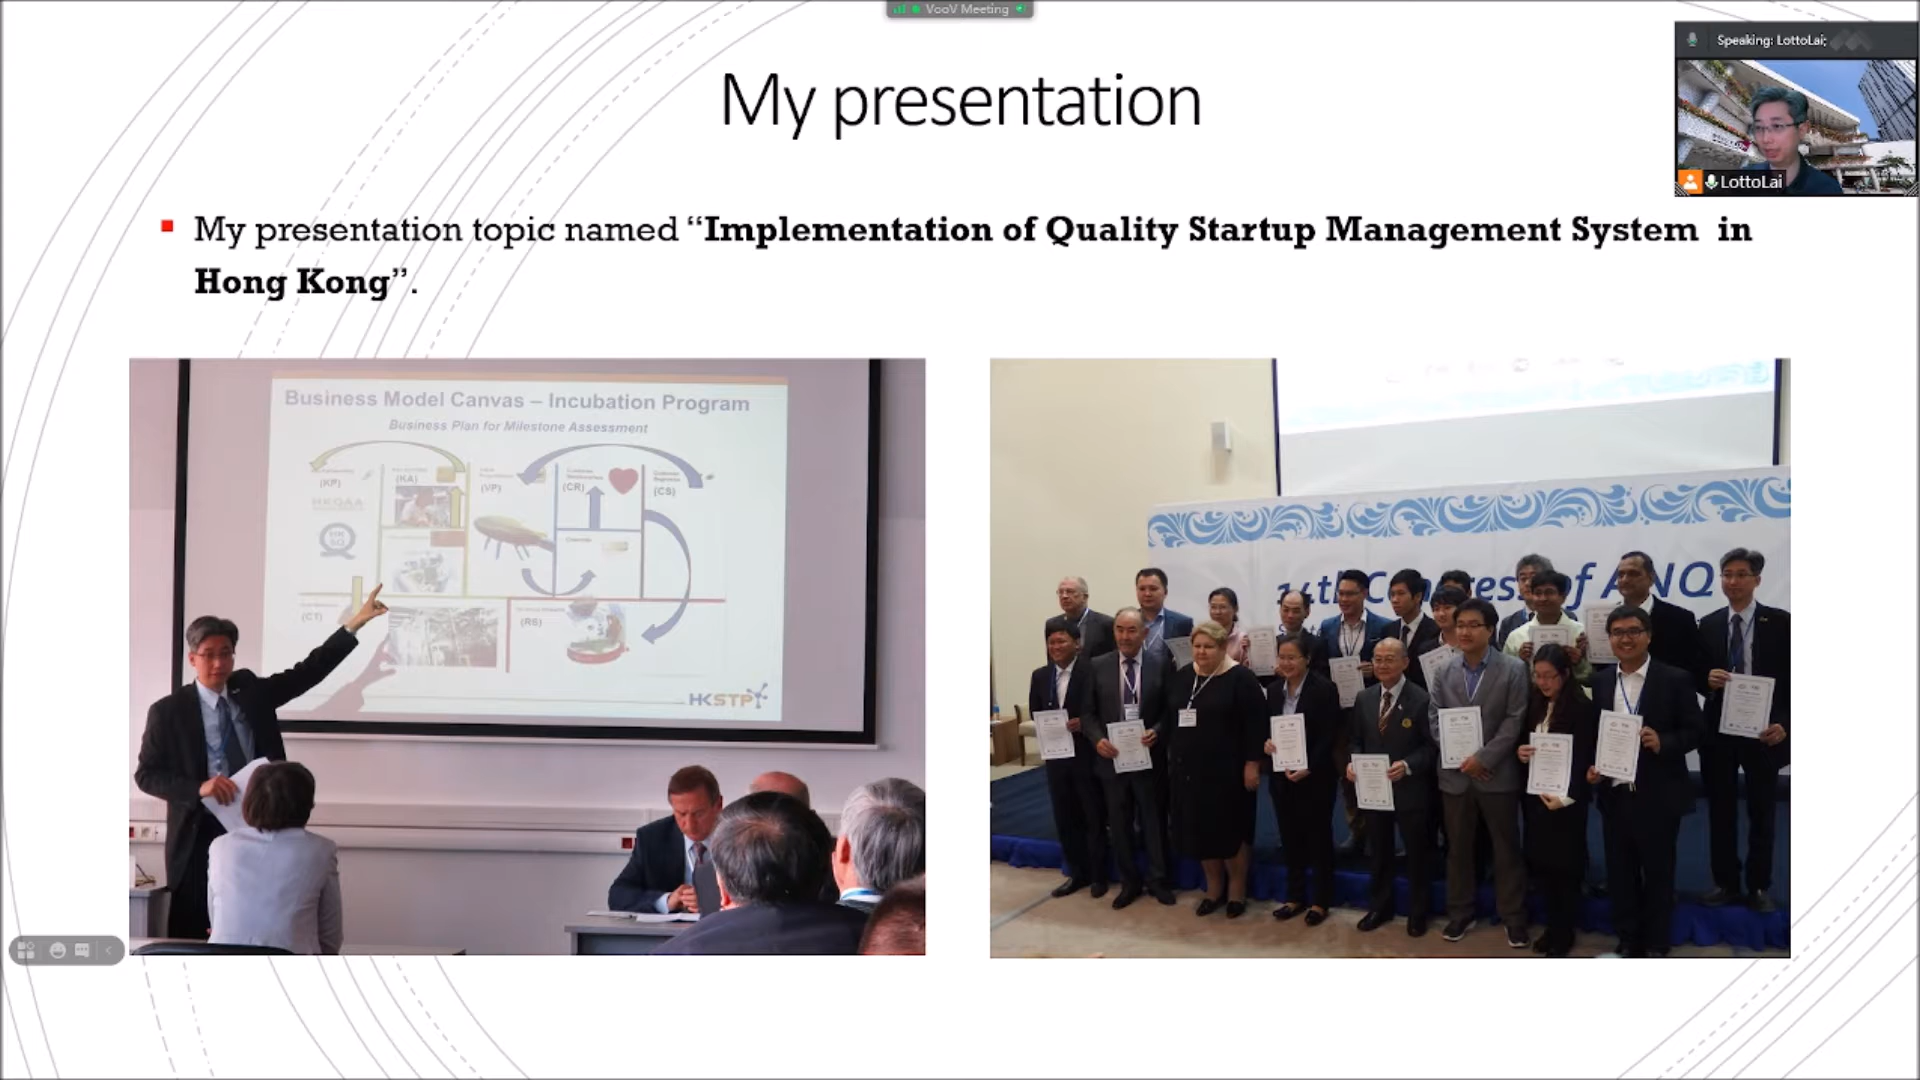 VooV Meeting
Speaking: LottoLai;
My presentation
LottoLai
My presentation topic named “Implementation of Quality Startup Management System in
Hong Kong”.
Business Model Canvas – Incubation Program
Business Plan for Milestone Assessment
(KP)
(KA)
(VP)
(CR)
(CS)
HKQAA
(RS)
HKSTP
14th Congress of ANQ